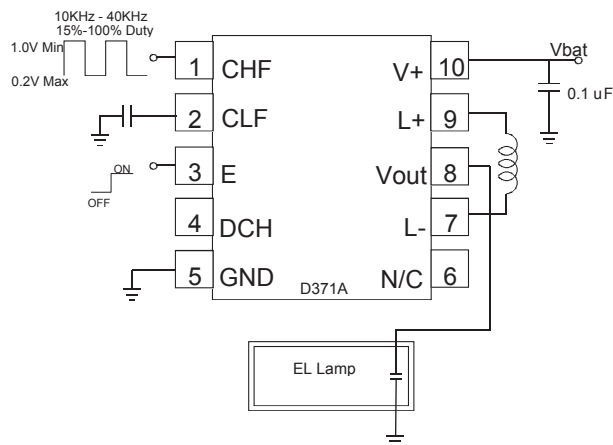 10KHz - 40KHz
15%-100% Duty
1.0V Min
0.2V Max
1 CHF
2 CLF
3 E
ON
OFF
4 DCH
5 GND
V+ 10
Vbat
0.1 uF
L+ 9
Vout 8
L- 7
N/C 6
D371A
EL Lamp